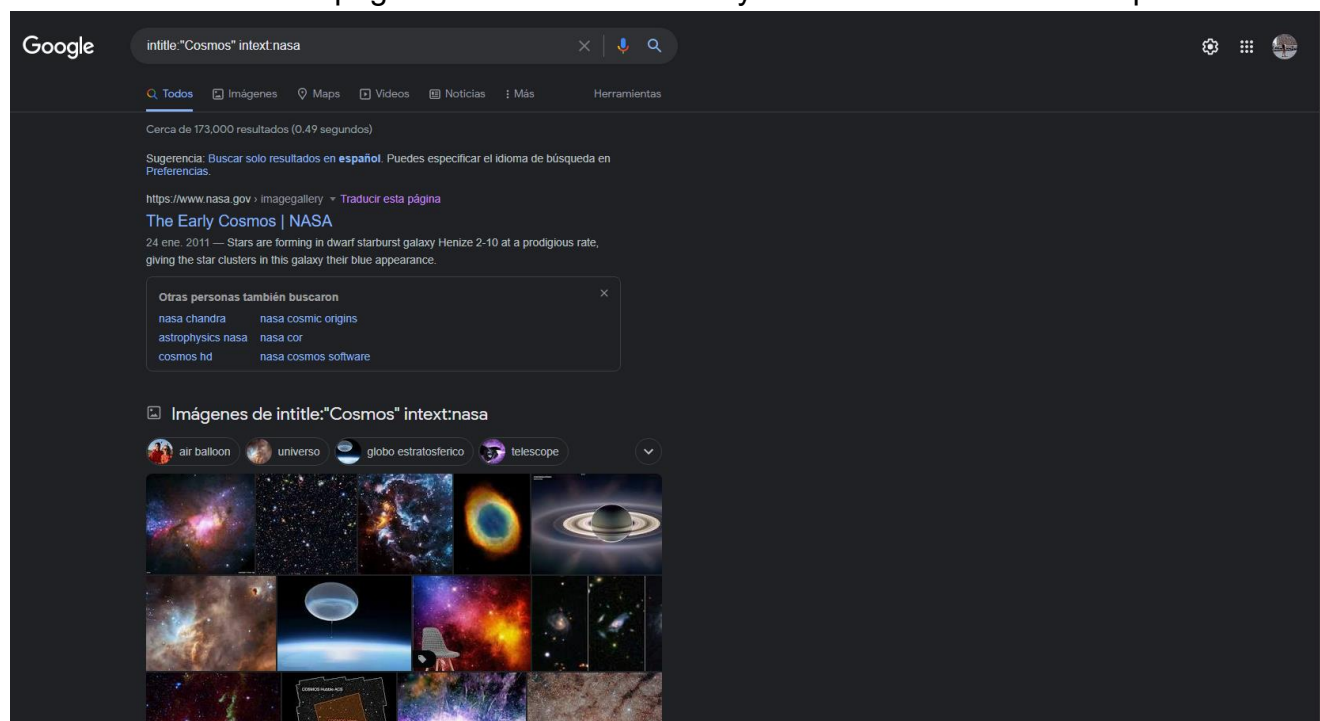 Google
intitle:"Cosmos" intext:nasa
Todos Imágenes Maps Videos Noticias Más Herramientas
Cerca de 173,000 resultados (0.49 segundos)
Sugerencia: Buscar solo resultados en español. Puedes especificar el idioma de búsqueda en
Preferencias.
https://www.nasa.gov › imagegallery Traducir esta página
The Early Cosmos | NASA
24 ene. 2011 — Stars are forming in dwarf starburst galaxy Henize 2-10 at a prodigious rate,
giving the star clusters in this galaxy their blue appearance.
Otras personas también buscaron
nasa chandra nasa cosmic origins
astrophysics nasa nasa cor
cosmos hd nasa cosmos software
Imágenes de intitle:"Cosmos" intext:nasa
air balloon universo globo estratosferico telescope
COSMOS Hubble ACS